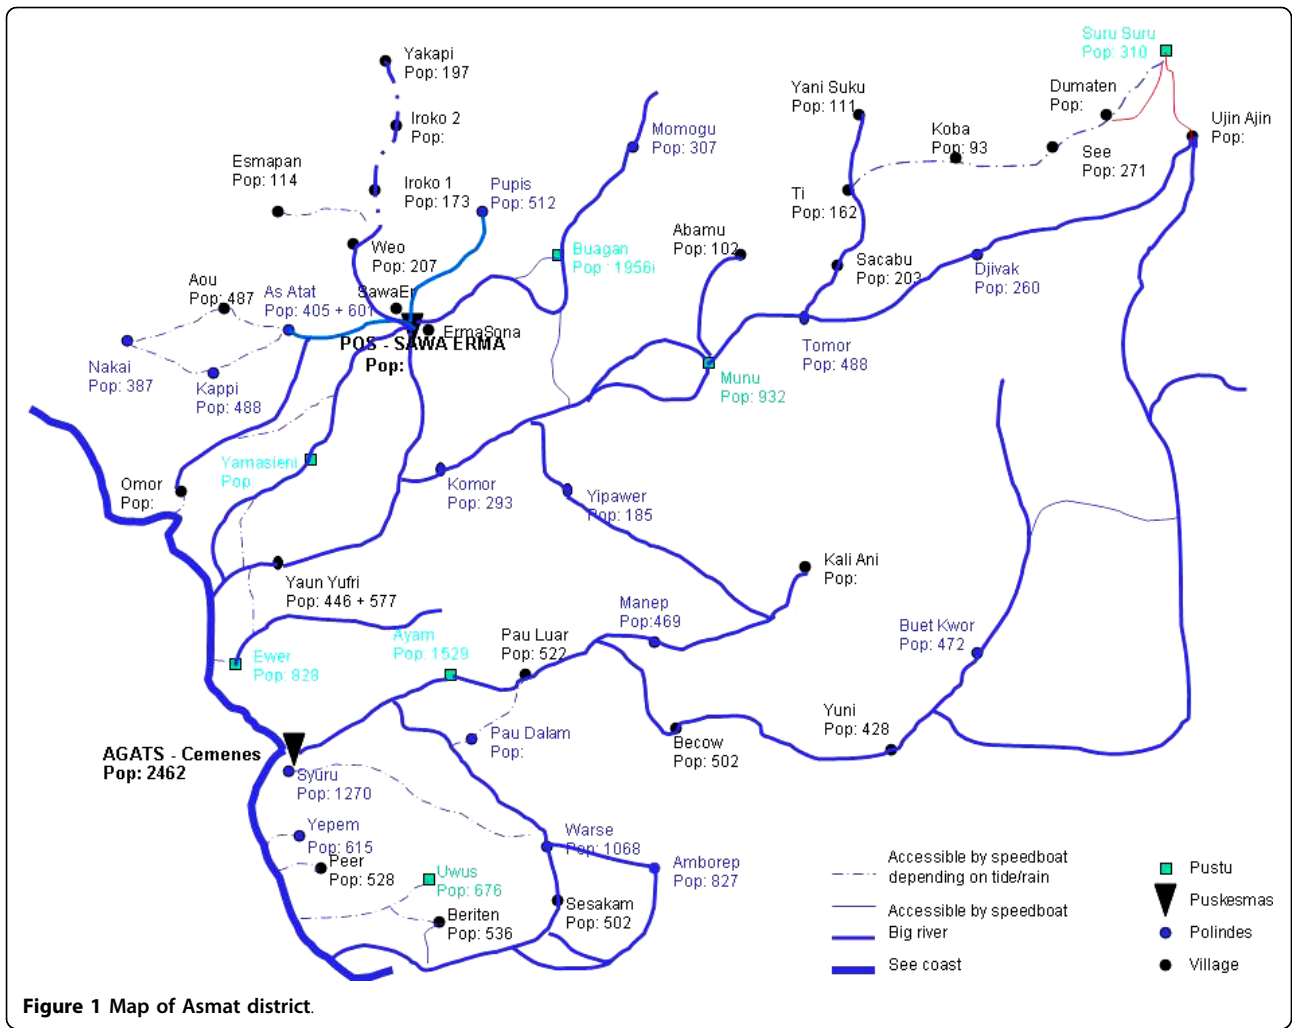 Yakapi
Pop: 197
Iroko 2
Pop:
Esmapan
Pop: 114
Iroko 1
Pop: 173
Pupis
Pop: 512
Momogu
Pop: 307
Yani Suku
Pop: 111
Koba
Pop: 93
Suru Suru
Pop: 310
Dumaten
Pop:
Ujin Ajin
Pop:
See
Pop: 271
Ti
Pop: 162
Weo
Pop: 207
Buagan
Pop : 1956i
Abamu
Pop: 102
Sacabu
Pop: 203
Djivak
Pop: 260
Aou
Pop: 487
As Atat
Pop: 405 + 601
SawaEr
ErmaSona
POS - SAWA ERMA
Pop:
Tomor
Pop: 488
Nakai
Pop: 387
Kappi
Pop: 488
Munu
Pop: 932
Yamasieni
Pop:
Omor
Pop:
Komor
Pop: 293
Yipawer
Pop: 185
Kali Ani
Pop:
Yaun Yufri
Pop: 446 + 577
Manep
Pop:469
Ayam
Pop: 1529
Pau Luar
Pop: 522
Buet Kwor
Pop: 472
Ewer
Pop: 828
Yuni
Pop: 428
Pau Dalam
Pop:
Becow
Pop: 502
AGATS - Cemenes
Pop: 2462
Syuru
Pop: 1270
Yepem
Pop: 615
Peer
Pop: 528
Warse
Pop: 1068
Amborep
Pop: 827
Uwus
Pop: 676
Beriten
Pop: 536
Sesakam
Pop: 502
Accessible by speedboat
depending on tide/rain
Accessible by speedboat
Big river
See coast
Pustu
Puskesmas
Polindes
Village
Figure 1 Map of Asmat district.